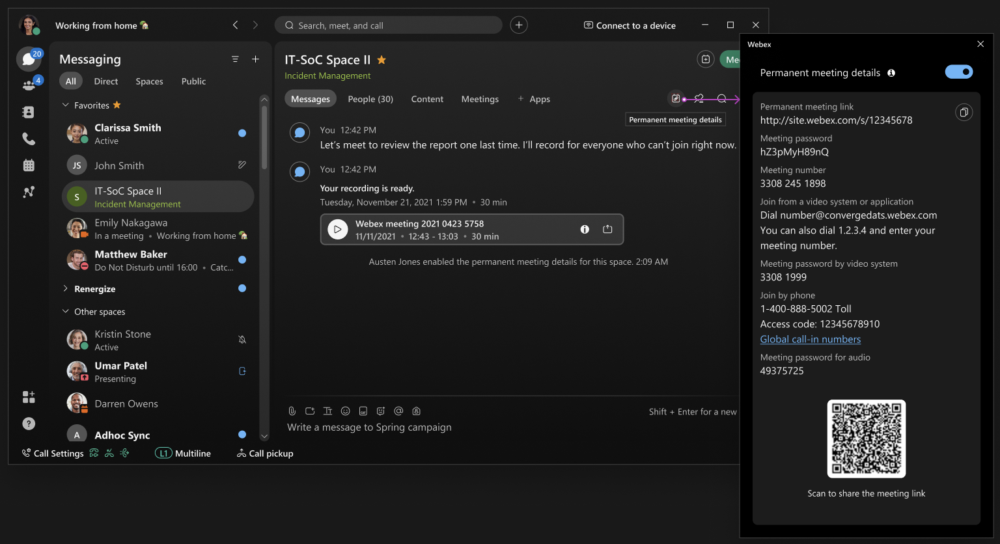 Working from home
Search, meet, and call
Connect to a device
20
4
Messaging
All
Direct
Spaces
Public
Favorites
Clarissa Smith
Active
JS
John Smith
S
IT-SoC Space II
Incident Management
Emily Nakagawa
In a meeting • Working from home
Matthew Baker
Do Not Disturb until 16:00 • Catc...
Renergize
Other spaces
Kristin Stone
Active
Umar Patel
Presenting
Darren Owens
A
Adhoc Sync
Call Settings
L1 Multiline
Call pickup
IT-SoC Space II
Incident Management
Mee
Messages
People (30)
Content
Meetings
+ Apps
Permanent meeting details
You 12:42 PM
Let's meet to review the report one last time. I'll record for everyone who can't join right now.
You 12:42 PM
Your recording is ready.
Tuesday, November 21, 2021 1:59 PM • 30 min
Webex meeting 2021 0423 5758
11/11/2021 • 12:43 - 13:03 • 30 min
Austen Jones enabled the permanent meeting details for this space. 2:09 AM
GIF
Shift + Enter for a new
Write a message to Spring campaign
Webex
Permanent meeting details
Permanent meeting link
http://site.webex.com/s/12345678
Meeting password
hZ3pMyH89nQ
Meeting number
3308 245 1898
Join from a video system or application
Dial number@convergedats.webex.com
You can also dial 1.2.3.4 and enter your
meeting number.
Meeting password by video system
3308 1999
Join by phone
1-400-888-5002 Toll
Access code: 12345678910
Global call-in numbers
Meeting password for audio
49375725
Scan to share the meeting link